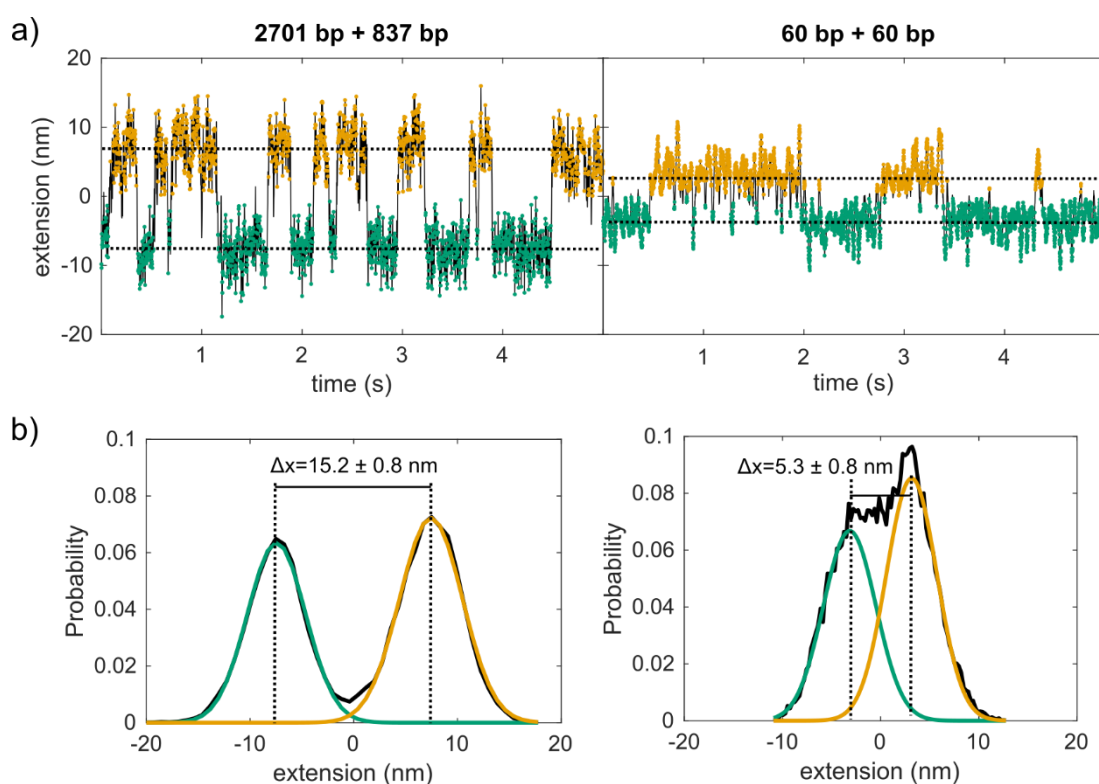 a)
2701 bp + 837 bp
60 bp + 60 bp
20
10
0
-10
-20
extension (nm)
1
2
3
4
time (s)
1
2
3
4
time (s)
b)
0.1
0.08
0.06
0.04
0.02
0
Probability
Δx=15.2 ± 0.8 nm
-20
-10
0
10
20
extension (nm)
0.1
0.08
0.06
0.04
0.02
0
Probability
Δx=5.3 ± 0.8 nm
-20
-10
0
10
20
extension (nm)